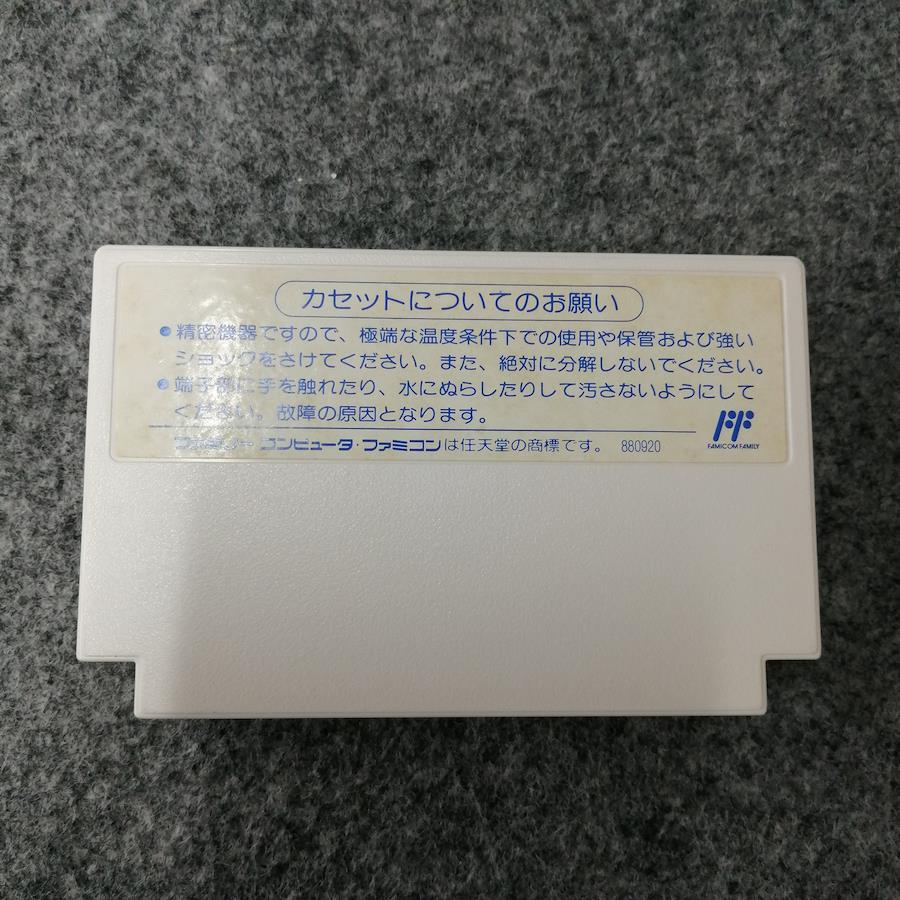 カセットについてのお願い
●精密機器ですので、極端な温度条件下での使用や保管および強い
ショックをさけてください。また、絶対に分解しないでください。
●端子部に手を触れたり、水にぬらしたりして汚さないようにして
ください。故障の原因となります。
FAMICOM FAMILY
ファミリー コンピュータ・ファミコンは任天堂の商標です。 880920